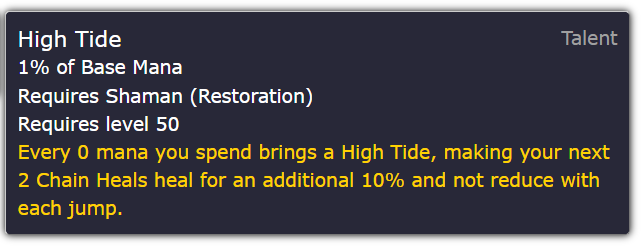 High Tide
Talent
1% of Base Mana
Requires Shaman (Restoration)
Requires level 50
Every 0 mana you spend brings a High Tide, making your next
2 Chain Heals heal for an additional 10% and not reduce with
each jump.